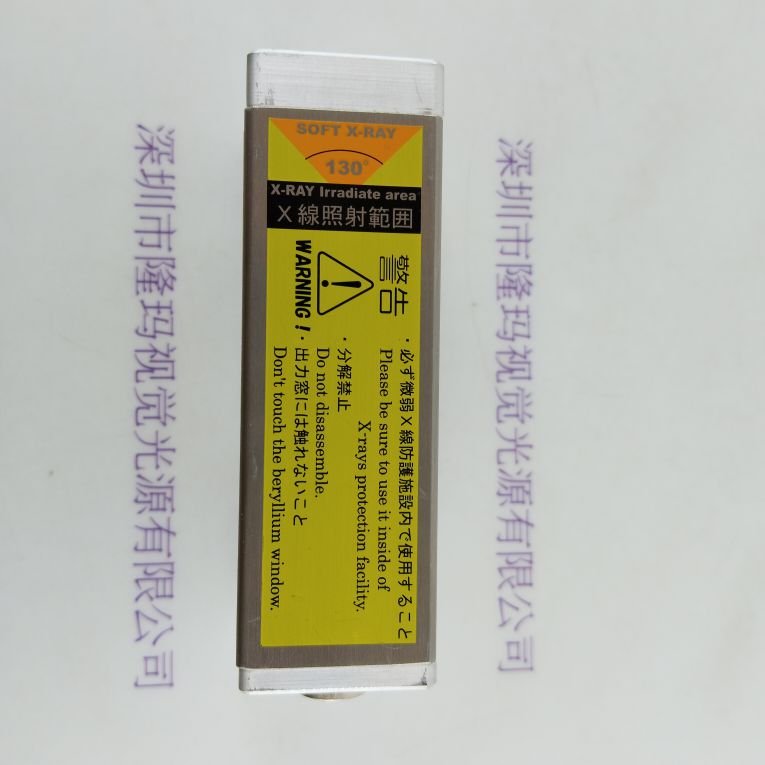 SOFT X-RAY
130°
X-RAY Irradiate area
X線照射範囲
警告
WARNING!
・必ず微弱X線防護施設内で使用すること
Please be sure to use it inside of
X-rays protection facility.
・分解禁止
Do not disassemble.
・出力窓には触れないこと
Don't touch the beryllium window.
深圳市隆玛视觉光源有限公司
深圳市隆玛视觉光源有限公司